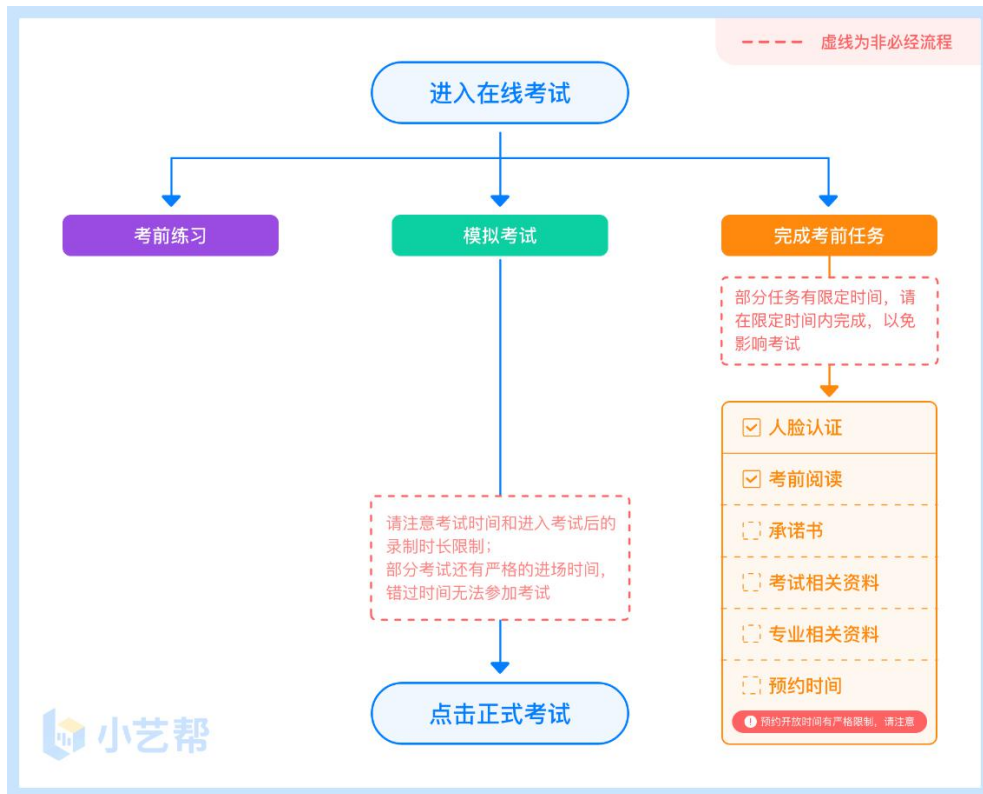 虚线为非必经流程
进入在线考试
考前练习
模拟考试
完成考前任务
部分任务有限定时间，请
在限定时间内完成，以免
影响考试
人脸认证
考前阅读
承诺书
考试相关资料
专业相关资料
预约时间
预约开放时间有严格限制，请注意
请注意考试时间和进入考试后的
录制时长限制；
部分考试还有严格的进场时间，
错过时间无法参加考试
点击正式考试
小艺帮